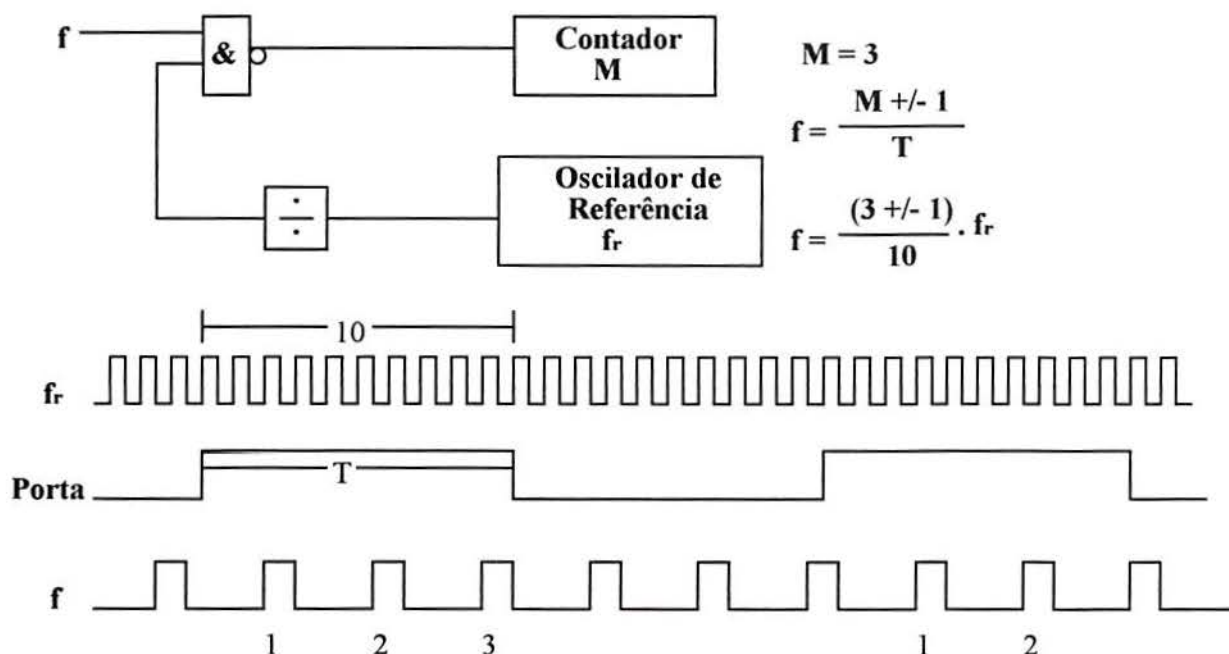 f
&
Contador
M
M = 3
f = M +/- 1
T
Oscilador de
Referência
fr
f = (3 +/- 1) . fr
10
10
fr
T
Porta
f
1 2 3 1 2